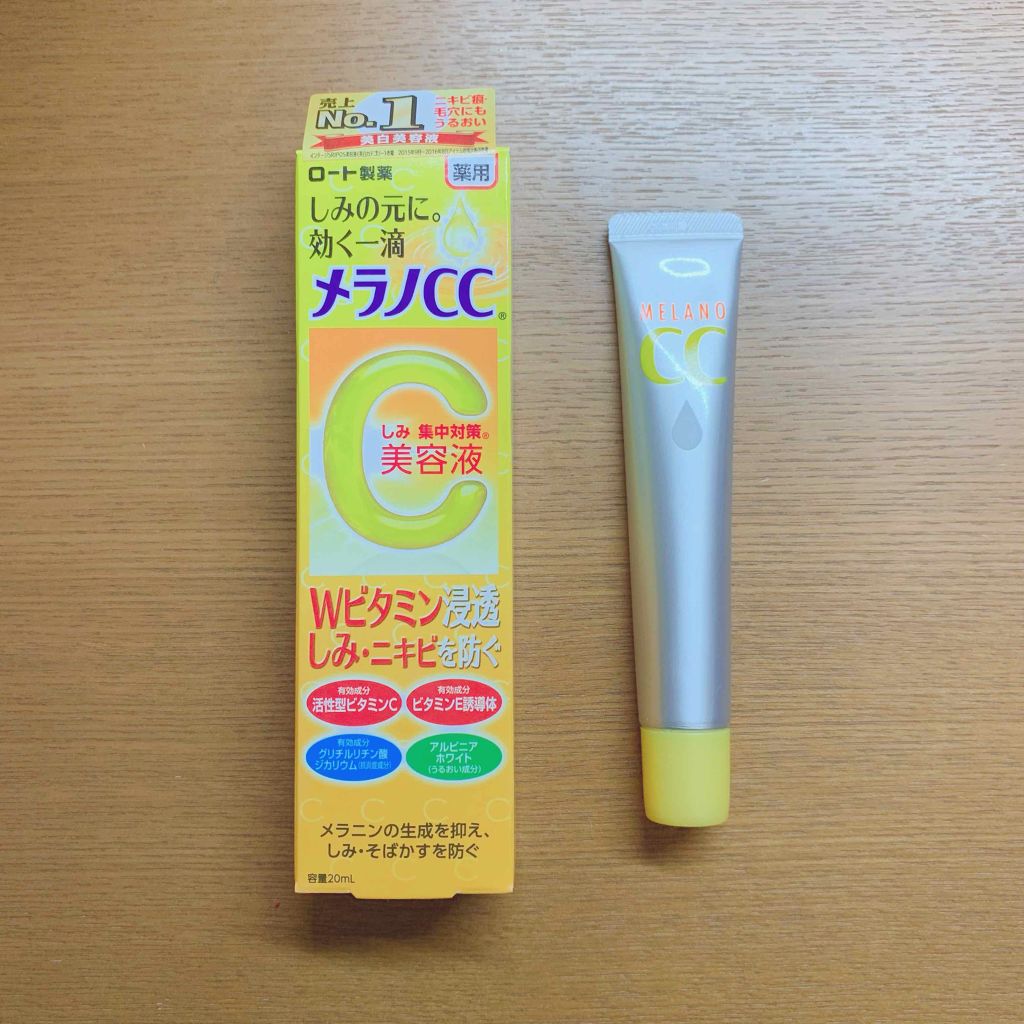 売上
No.1
ニキビ痕・
毛穴にも
うるおい
美白美容液
ロート製薬
薬用
しみの元に。
効く一滴
メラノCC®
しみ 集中対策®
美容液
Wビタミン浸透
しみ・ニキビを防ぐ
有効成分
活性型ビタミンC
有効成分
ビタミンE誘導体
有効成分
グリチルリチン酸
ジカリウム(抗炎症成分)
アルピニア
ホワイト
(うるおい成分)
メラニンの生成を抑え、
しみ・そばかすを防ぐ
容量20mL
MELANO
CC